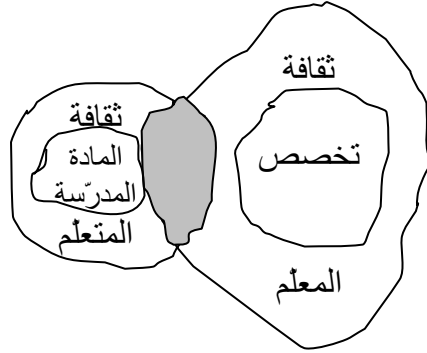 ثقافة
تخصص
المعلّم
ثقافة
المادة
المدرّسة
المتعلّم